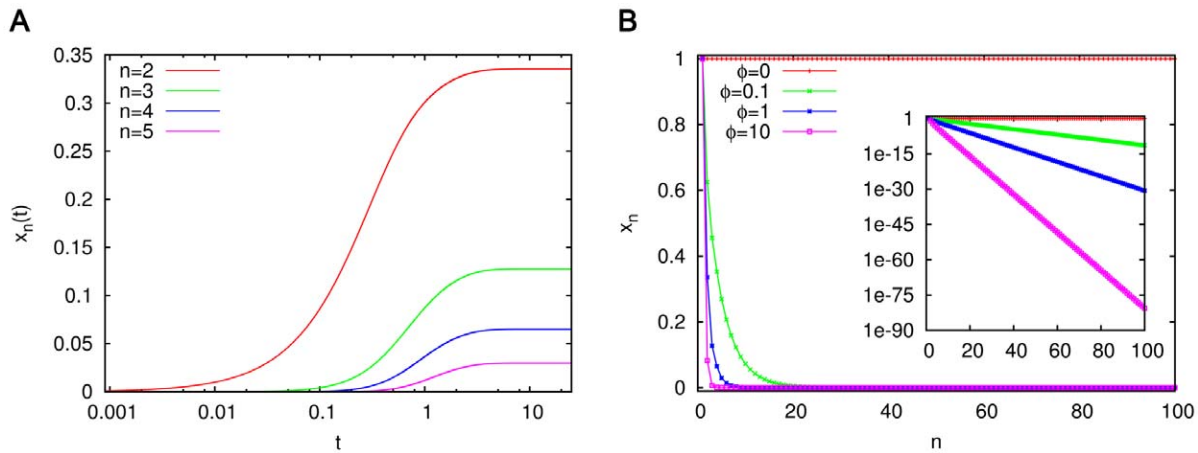 A
0.35
0.3
0.25
0.2
0.15
0.1
0.05
0
xn(t)
n=2
n=3
n=4
n=5
0.001 0.01 0.1 1 10
t
B
1
0.8
0.6
0.4
0.2
0
xn
ϕ=0
ϕ=0.1
ϕ=1
ϕ=10
1
1e-15
1e-30
1e-45
1e-60
1e-75
1e-90
0 20 40 60 80 100
0 20 40 60 80 100
n